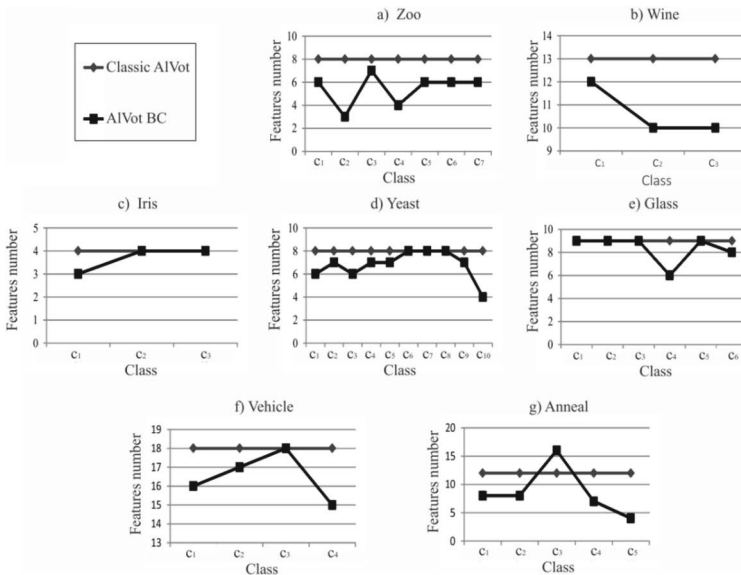 Classic AlVot
AlVot BC
a) Zoo
Features number
10
8
6
4
2
0
C1 C2 C3 C4 C5 C6 C7
Class
b) Wine
Features number
14
13
12
11
10
9
C1 C2 C3
Class
c) Iris
Features number
5
4
3
2
1
0
C1 C2 C3
Class
d) Yeast
Features number
10
8
6
4
2
0
C1 C2 C3 C4 C5 C6 C7 C8 C9 C10
Class
e) Glass
Features number
10
8
6
4
2
0
C1 C2 C3 C4 C5 C6
Class
f) Vehicle
Features number
19
18
17
16
15
14
13
C1 C2 C3 C4
Class
g) Anneal
Features number
20
15
10
5
0
C1 C2 C3 C4 C5
Class